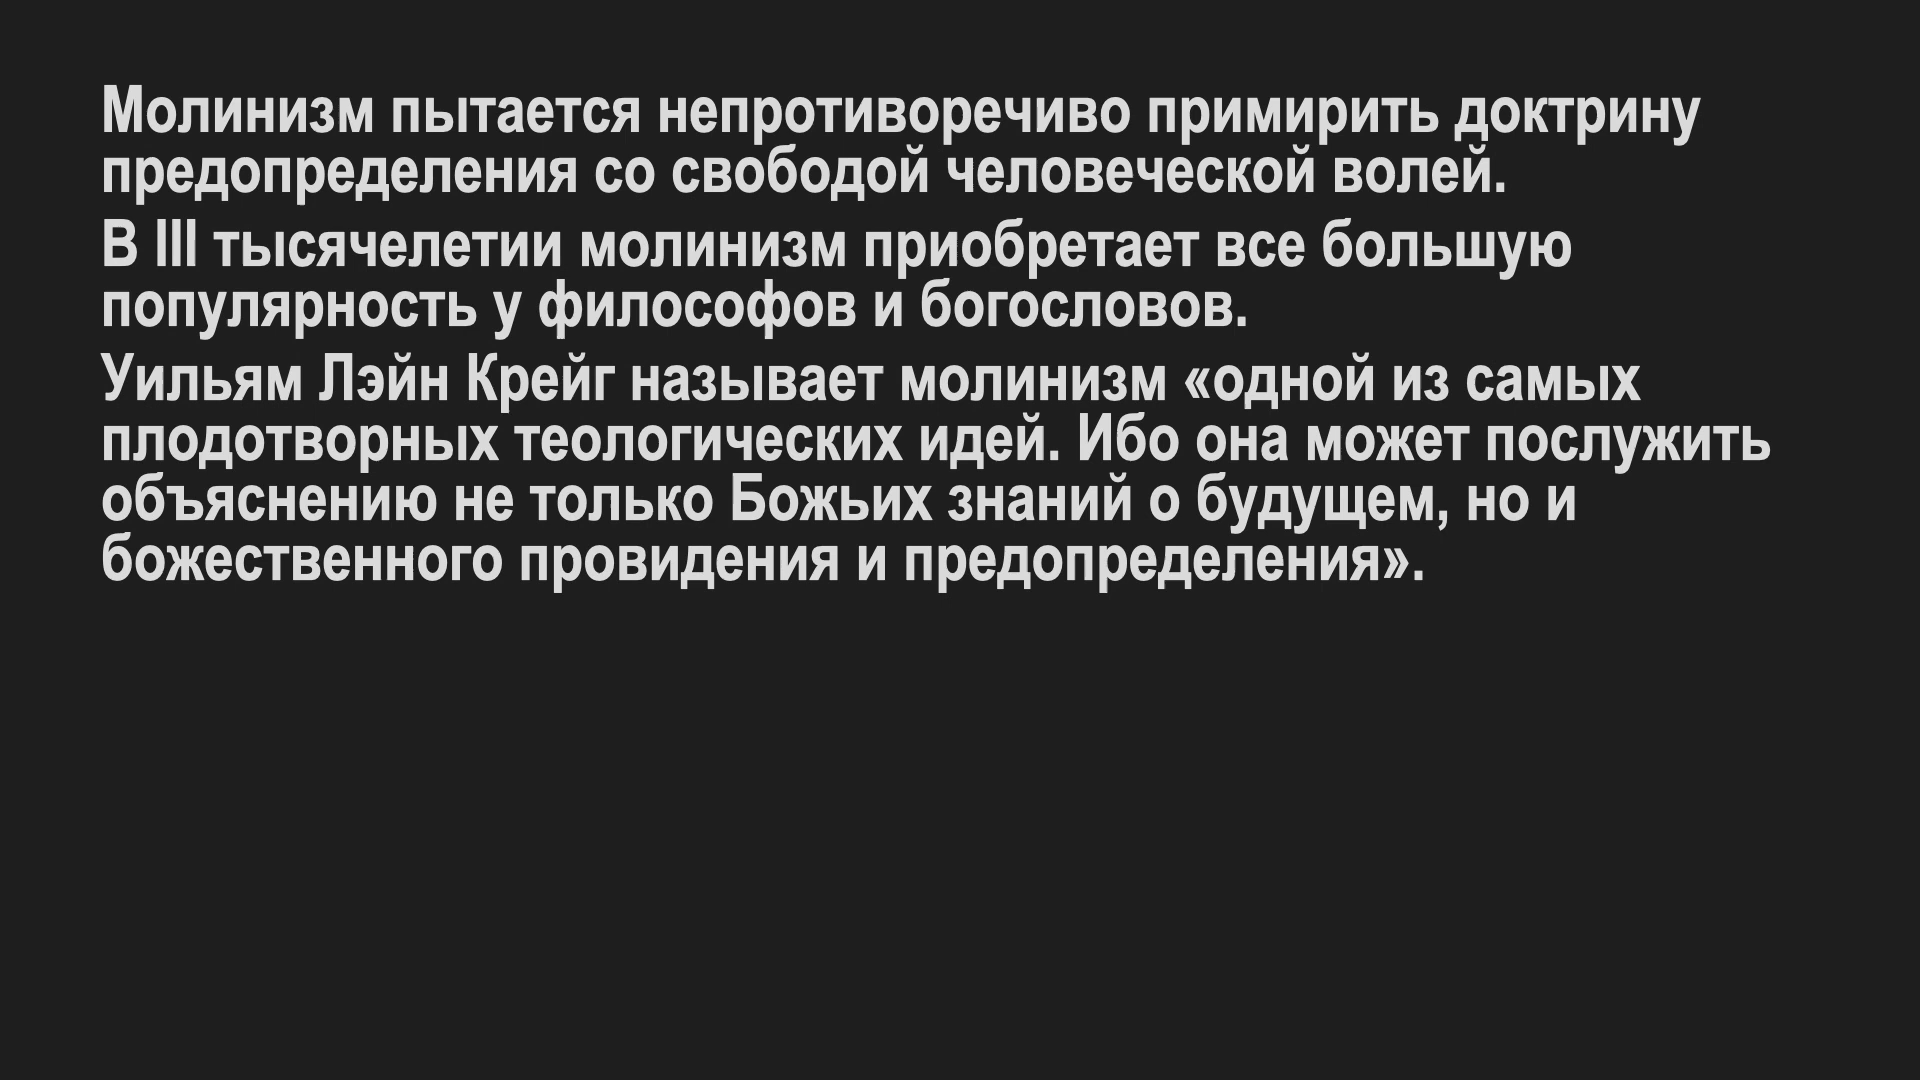 Молинизм пытается непротиворечиво примирить доктрину
предопределения со свободой человеческой волей.
В III тысячелетии молинизм приобретает все большую
популярность у философов и богословов.
Уильям Лэйн Крейг называет молинизм «одной из самых
плодотворных теологических идей. Ибо она может послужить
объяснению не только Божьих знаний о будущем, но и
божественного провидения и предопределения».